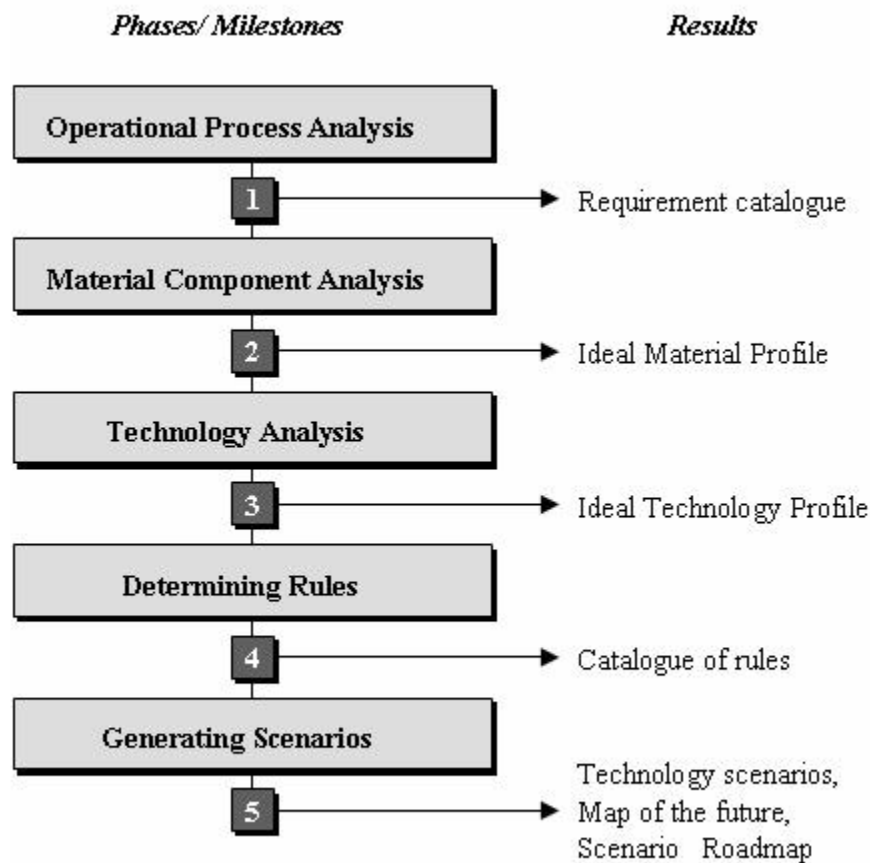 Phases/ Milestones Results
Operational Process Analysis
1 Requirement catalogue
Material Component Analysis
2 Ideal Material Profile
Technology Analysis
3 Ideal Technology Profile
Determining Rules
4 Catalogue of rules
Generating Scenarios
5 Technology scenarios,
Map of the future,
Scenario Roadmap